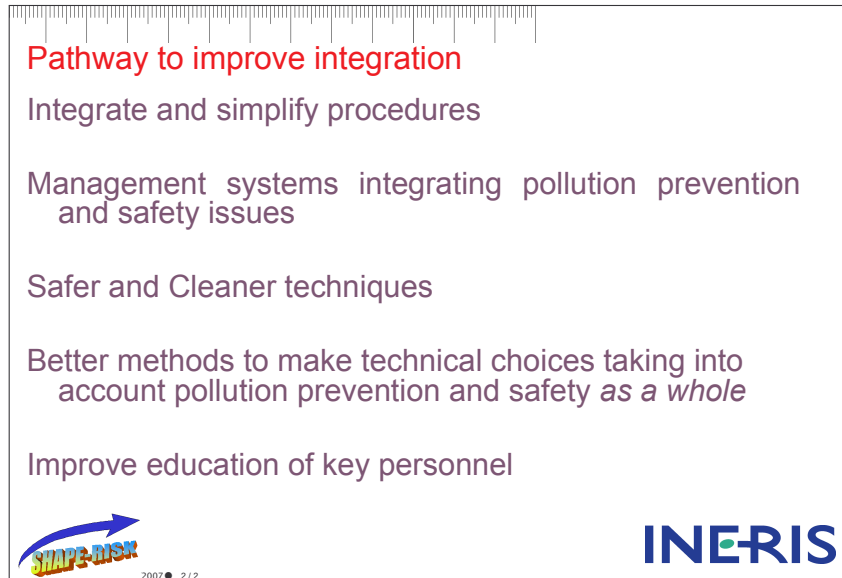 Pathway to improve integration
Integrate and simplify procedures
Management systems integrating pollution prevention
and safety issues
Safer and Cleaner techniques
Better methods to make technical choices taking into
account pollution prevention and safety as a whole
Improve education of key personnel
SHAPE-RISK
INERIS
2007● 2 / 2